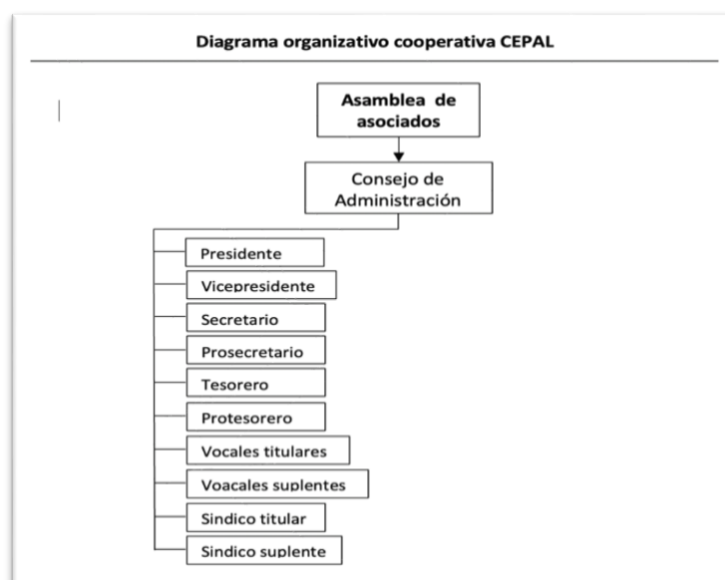 Diagrama organizativo cooperativa CEPAL
Asamblea de
asociados
Consejo de
Administración
Presidente
Vicepresidente
Secretario
Prosecretario
Tesorero
Protesorero
Vocales titulares
Voacales suplentes
Sindico titular
Sindico suplente